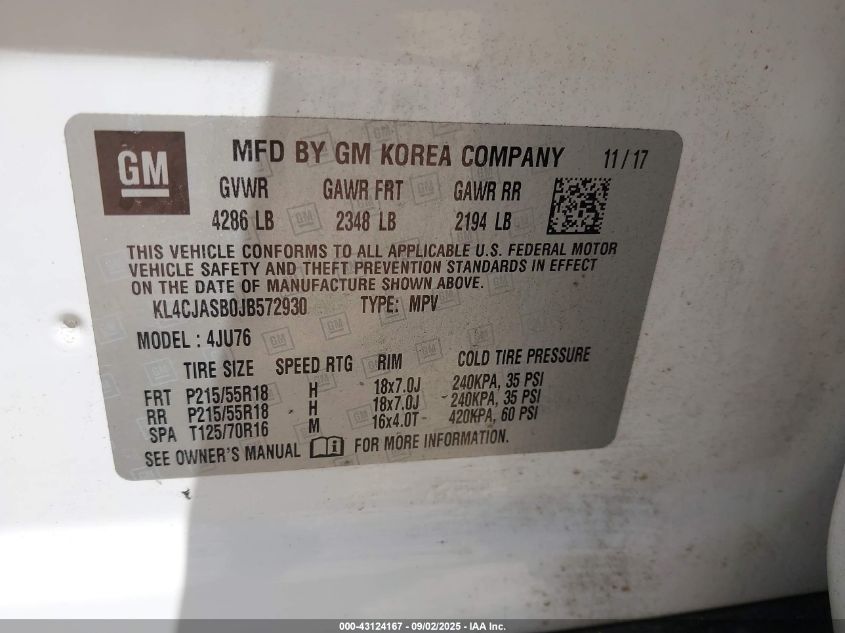 GM MFD BY GM KOREA COMPANY 11/17
GVWR GAWR FRT GAWR RR
4286 LB 2348 LB 2194 LB
THIS VEHICLE CONFORMS TO ALL APPLICABLE U.S. FEDERAL MOTOR
VEHICLE SAFETY AND THEFT PREVENTION STANDARDS IN EFFECT
ON THE DATE OF MANUFACTURE SHOWN ABOVE.
KL4CJASB0JB572930 TYPE: MPV
MODEL : 4JU76
TIRE SIZE SPEED RTG RIM COLD TIRE PRESSURE
FRT P215/55R18 H 18x7.0J 240KPA, 35 PSI
RR P215/55R18 H 18x7.0J 240KPA, 35 PSI
SPA T125/70R16 M 16x4.0T 420KPA, 60 PSI
SEE OWNER'S MANUAL FOR MORE INFORMATION.
000-43124167 - 09/02/2025 - IAA Inc.